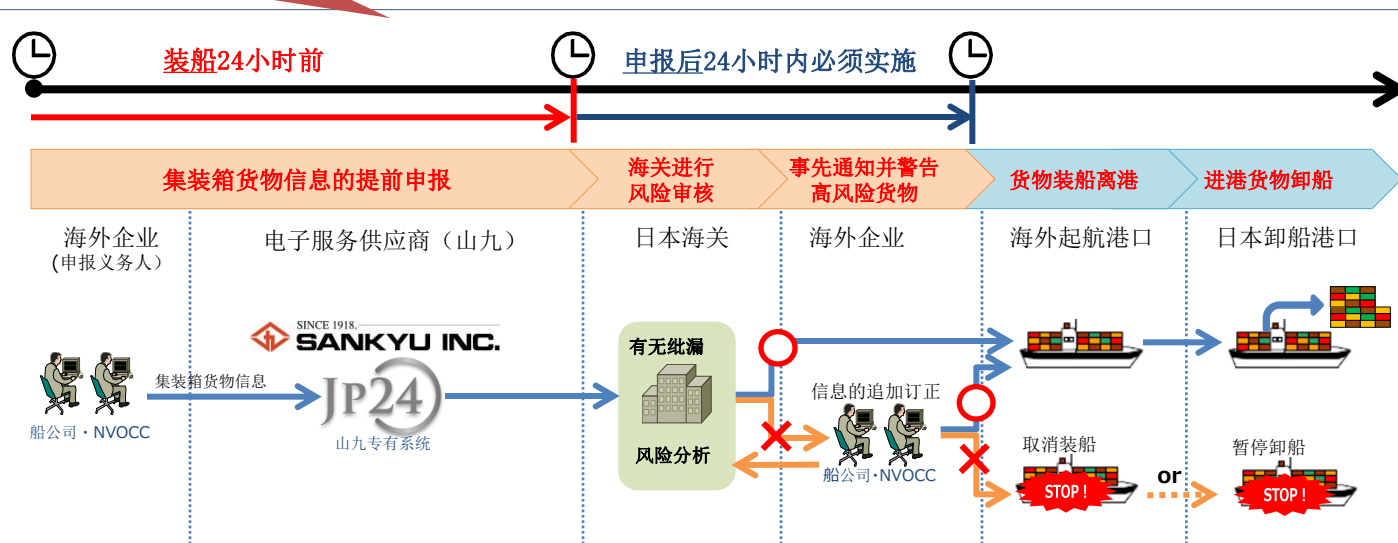 装船24小时前
申报后24小时内必须实施
集装箱货物信息的提前申报
海关进行
风险审核
事先通知并警告
高风险货物
货物装船离港
进港货物卸船
海外企业
(申报义务人）
电子服务供应商（山九）
日本海关
海外企业
海外起航港口
日本卸船港口
SINCE 1918.
SANKYU INC.
有无纰漏
集装箱货物信息
JP24
信息的追加订正
船公司・NVOCC
山九专有系统
风险分析
船公司・NVOCC
取消装船
STOP !
or
暂停卸船
STOP !